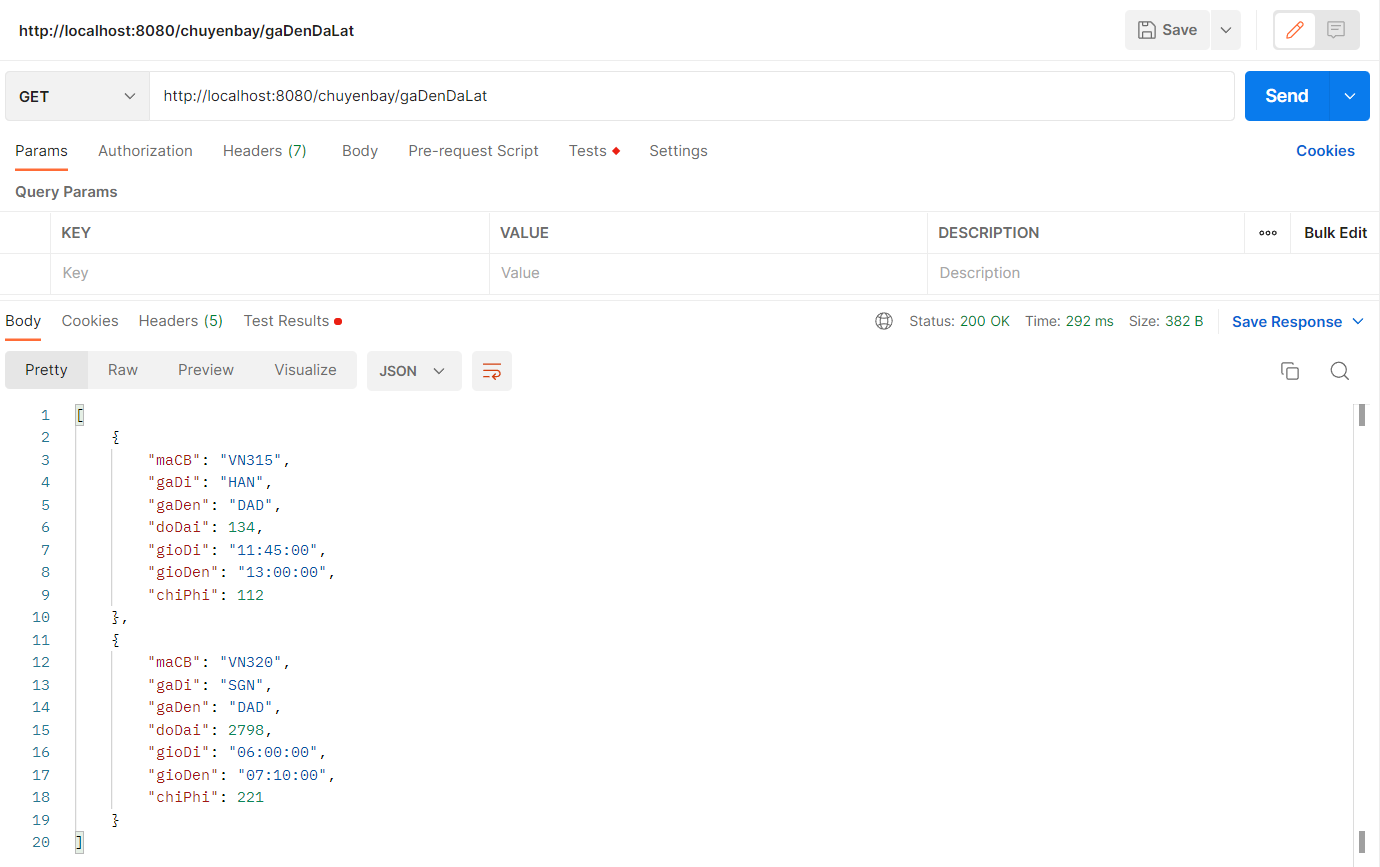 http://localhost:8080/chuyenbay/gaDenDaLat Save
GET http://localhost:8080/chuyenbay/gaDenDaLat Send
Params Authorization Headers (7) Body Pre-request Script Tests Settings Cookies
Query Params
KEY VALUE DESCRIPTION Bulk Edit
Key Value Description
Body Cookies Headers (5) Test Results Status: 200 OK Time: 292 ms Size: 382 B Save Response
Pretty Raw Preview Visualize JSON
1 [
2 {
3 "maCB": "VN315",
4 "gaDi": "HAN",
5 "gaDen": "DAD",
6 "doDai": 134,
7 "gioDi": "11:45:00",
8 "gioDen": "13:00:00",
9 "chiPhi": 112
10 },
11 {
12 "maCB": "VN320",
13 "gaDi": "SGN",
14 "gaDen": "DAD",
15 "doDai": 2798,
16 "gioDi": "06:00:00",
17 "gioDen": "07:10:00",
18 "chiPhi": 221
19 }
20 ]